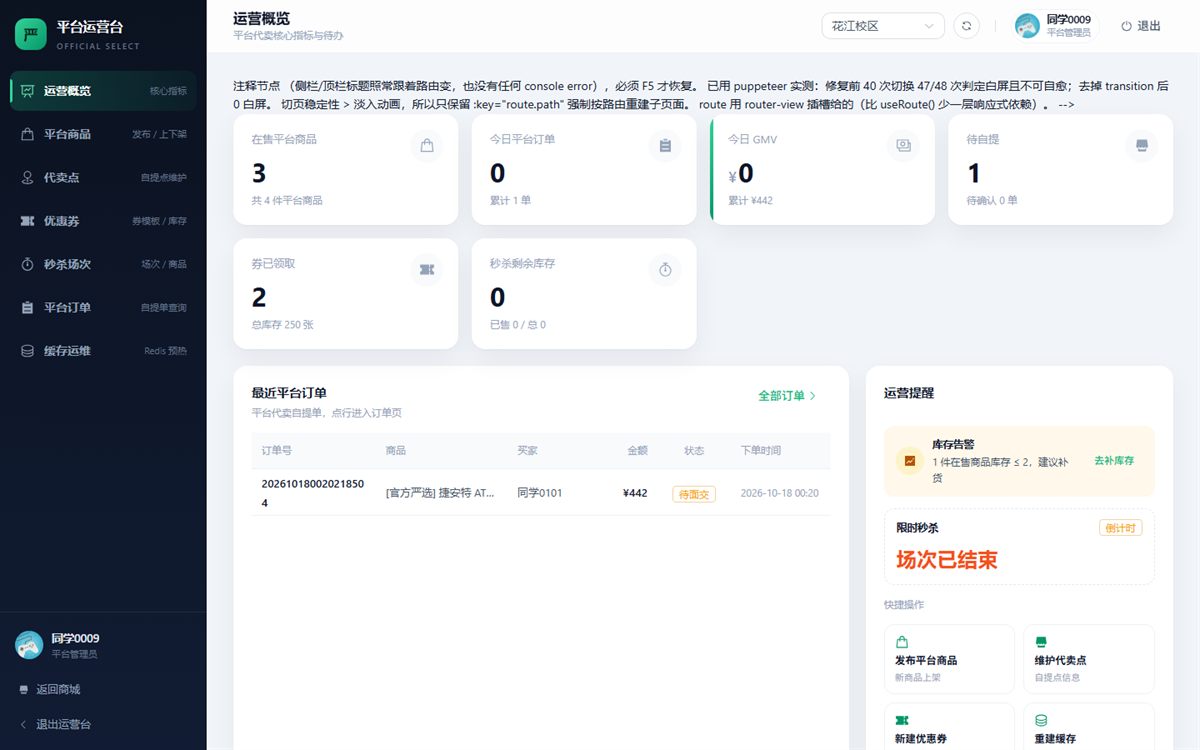 严
平台运营台
OFFICIAL SELECT
运营概览 核心指标
平台商品 发布 / 上下架
代卖点 自提点维护
优惠券 券模板 / 库存
秒杀场次 场次 / 商品
平台订单 自提单查询
缓存运维 Redis 预热
同学0009
平台管理员
返回商城
退出运营台
运营概览
平台代卖核心指标与待办
花江校区
同学0009
平台管理员
退出
注释节点 （侧栏/顶栏标题照常跟着路由变，也没有任何 console error），必须 F5 才恢复。 已用 puppeteer 实测：修复前 40 次切换 47/48 次判定白屏且不可自愈；去掉 transition 后
0 白屏。 切页稳定性 > 淡入动画，所以只保留 :key="route.path" 强制按路由重建子页面。 route 用 router-view 插槽给的（比 useRoute() 少一层响应式依赖）。 -->
在售平台商品
3
共 4 件平台商品
今日平台订单
0
累计 1 单
今日 GMV
¥0
累计 ¥442
待自提
1
待确认 0 单
券已领取
2
总库存 250 张
秒杀剩余库存
0
已售 0 / 总 0
最近平台订单
平台代卖自提单，点行进入订单页
全部订单
订单号 商品 买家 金额 状态 下单时间
20261018002021850
4
[官方严选] 捷安特 AT... 同学0101 ¥442 待面交 2026-10-18 00:20
运营提醒
库存告警
1 件在售商品库存 ≤ 2，建议补
货
去补库存
限时秒杀 倒计时
场次已结束
快捷操作
发布平台商品
新商品上架
维护代卖点
自提点信息
新建优惠券
重建缓存